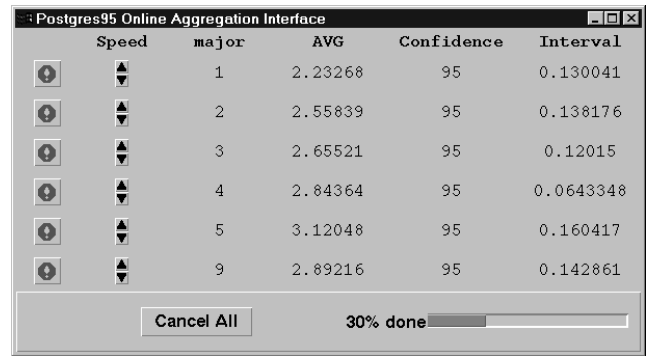 Postgres95 Online Aggregation Interface
Speed major AVG Confidence Interval
1 2.23268 95 0.130041
2 2.55839 95 0.138176
3 2.65521 95 0.12015
4 2.84364 95 0.0643348
5 3.12048 95 0.160417
9 2.89216 95 0.142861
Cancel All 30% done